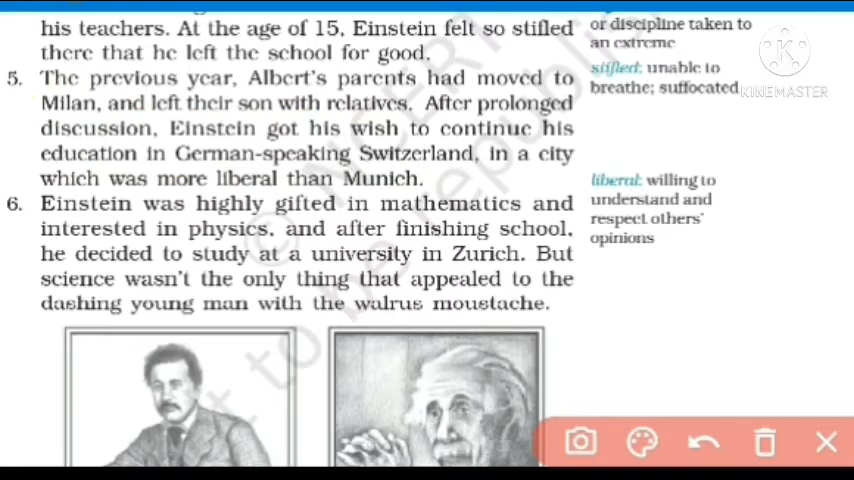 his teachers. At the age of 15, Einstein felt so stifled
there that he left the school for good.
5. The previous year, Albert's parents had moved to
Milan, and left their son with relatives. After prolonged
discussion, Einstein got his wish to continue his
education in German-speaking Switzerland, in a city
which was more liberal than Munich.
6. Einstein was highly gifted in mathematics and
interested in physics, and after finishing school,
he decided to study at a university in Zurich. But
science wasn't the only thing that appealed to the
dashing young man with the walrus moustache.
or discipline taken to
an extreme
stifled: unable to
breathe; suffocated
liberal: willing to
understand and
respect others'
opinions
KINEMASTER
© NCERT
not to be republis